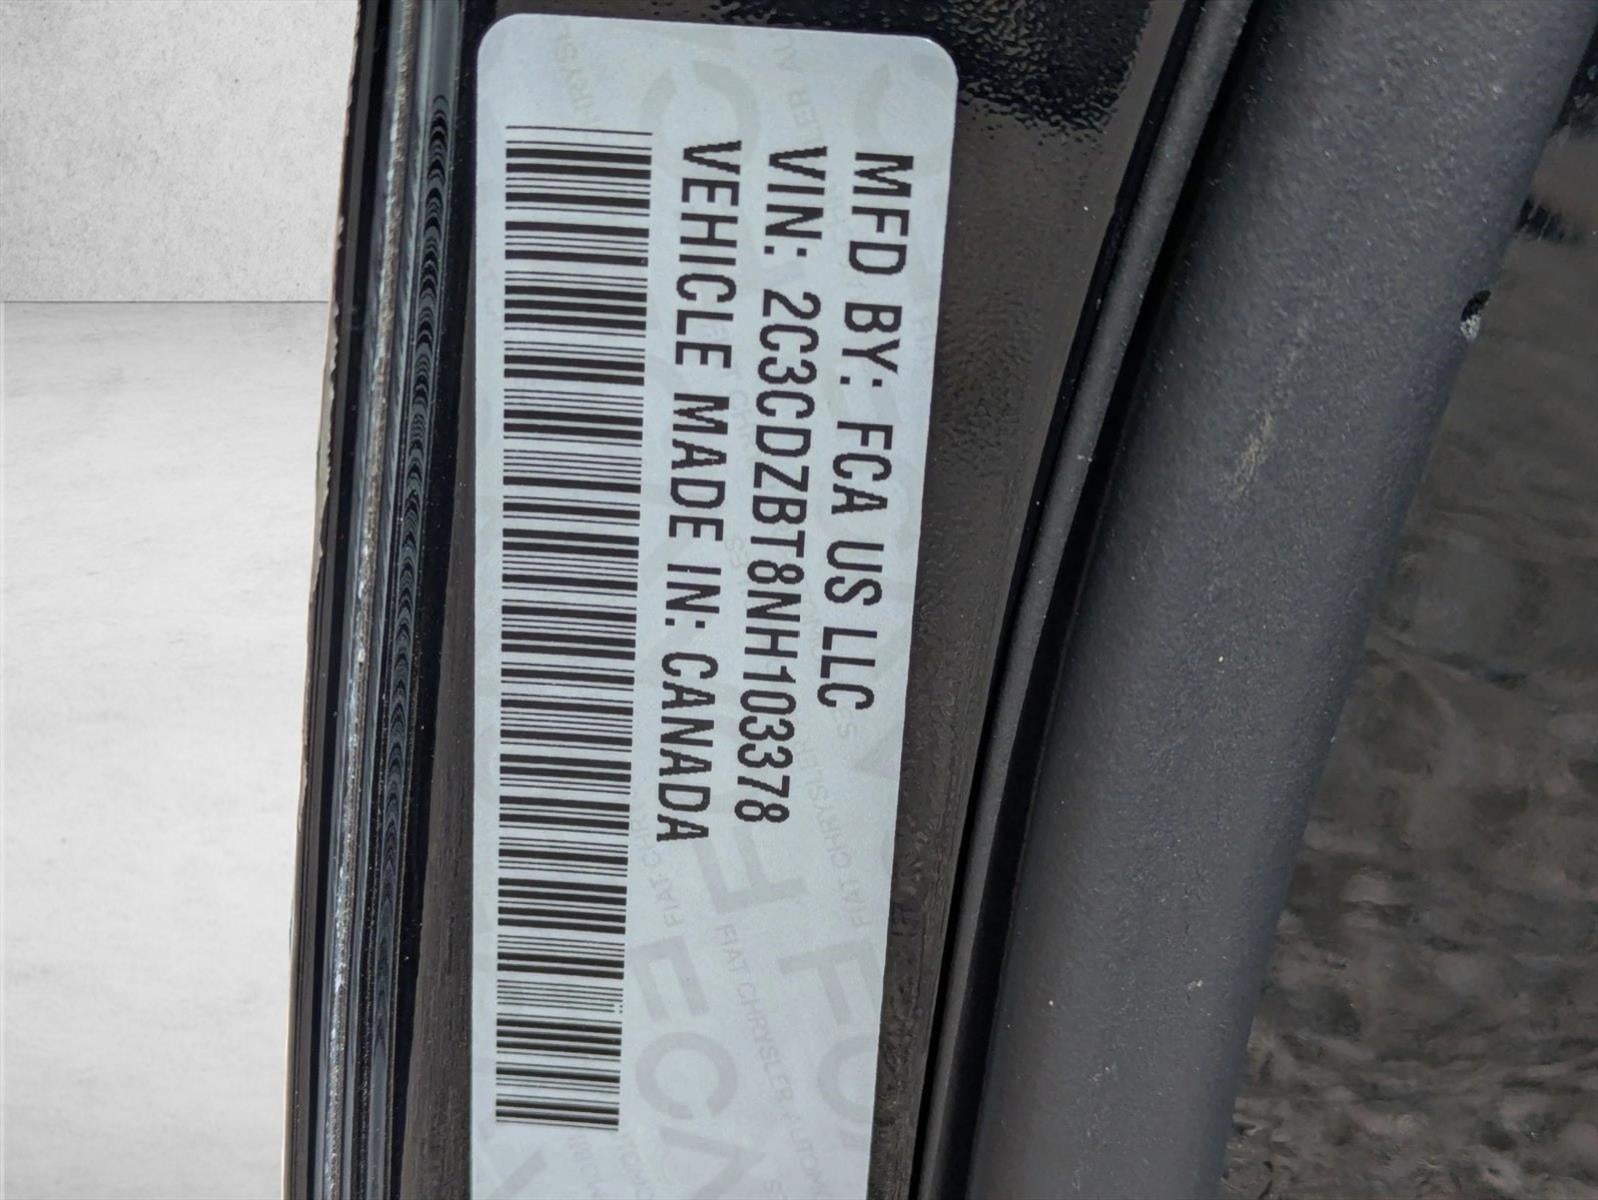 MFD BY: FCA US LLC
VIN: 2C3CDZBT8NH103378
VEHICLE MADE IN: CANADA